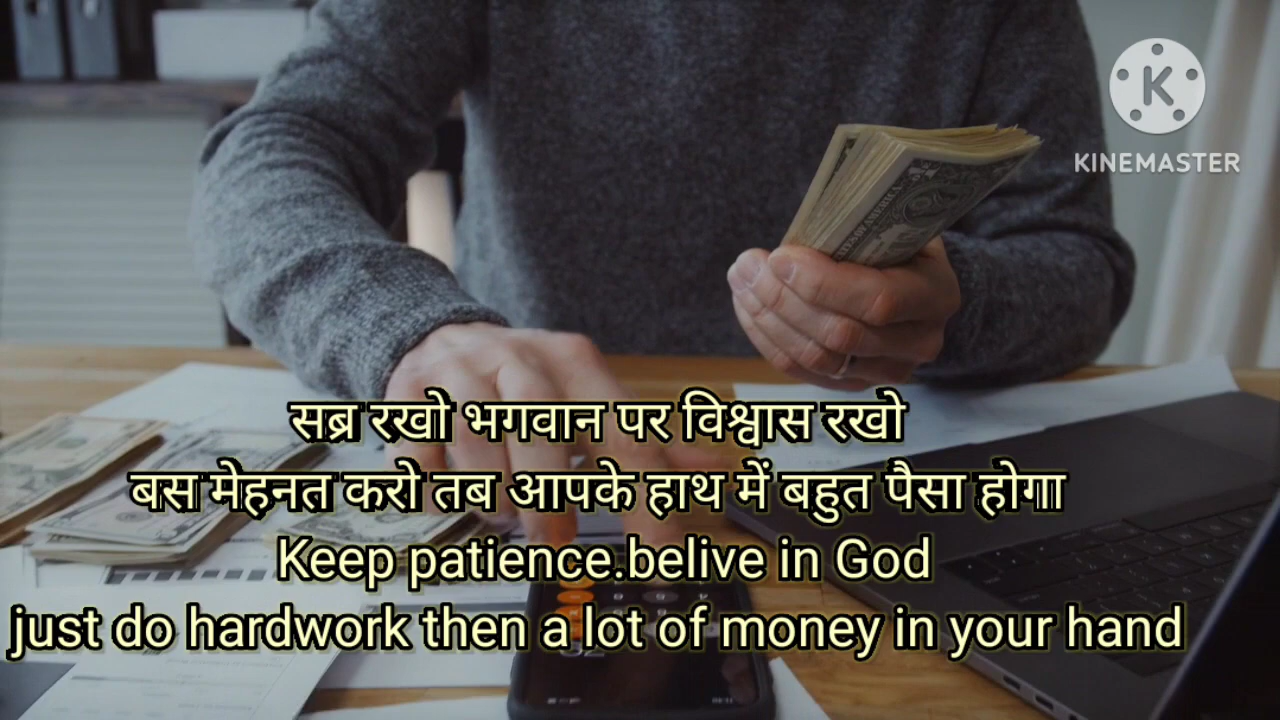 K
KINEMASTER
सब्र रखो भगवान पर विश्वास रखो
बस मेहनत करो तब आपके हाथ में बहुत पैसा होगा
Keep patience.belive in God
just do hardwork then a lot of money in your hand